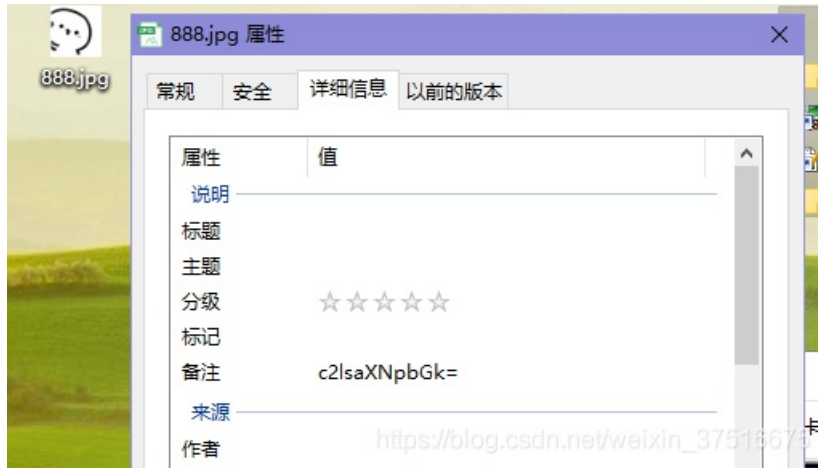 888.jpg
888.jpg 属性
常规 安全 详细信息 以前的版本
属性 值
说明
标题
主题
分级 ☆☆☆☆☆
标记
备注 c2lsaXNpbGk=
来源
作者
https://blog.csdn.net/weixin_37516676
卡